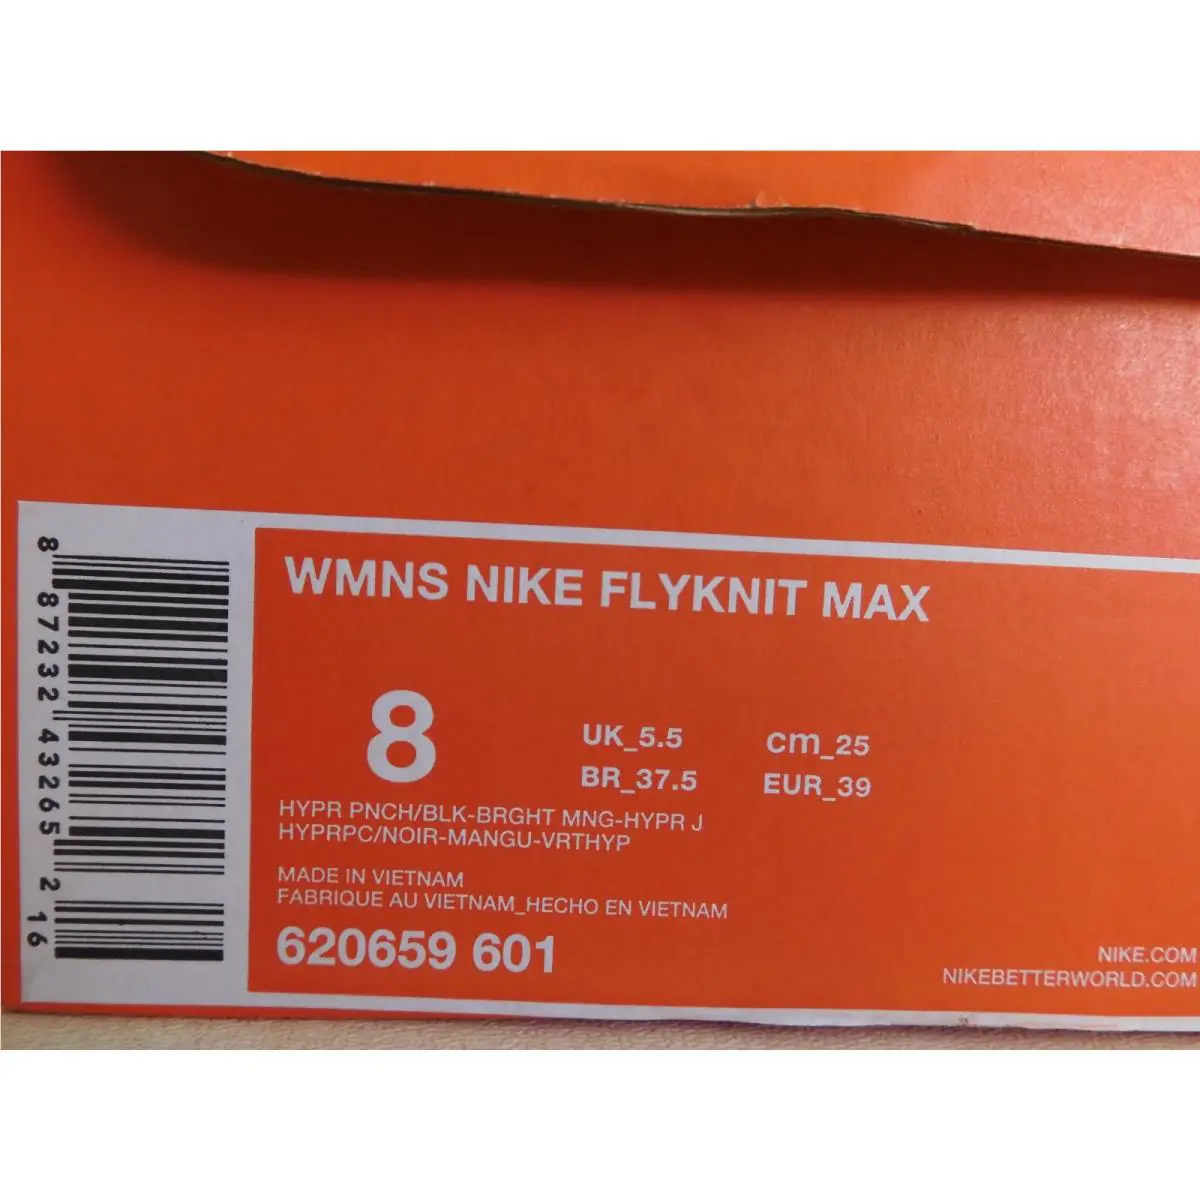 WMNS NIKE FLYKNIT MAX
8
UK_5.5 cm_25
BR_37.5 EUR_39
HYPR PNCH/BLK-BRGHT MNG-HYPR J
HYPRPC/NOIR-MANGU-VRTHYP
MADE IN VIETNAM
FABRIQUE AU VIETNAM_HECHO EN VIETNAM
620659 601
NIKE.COM
NIKEBETTERWORLD.COM
8 87232 43265 2 16